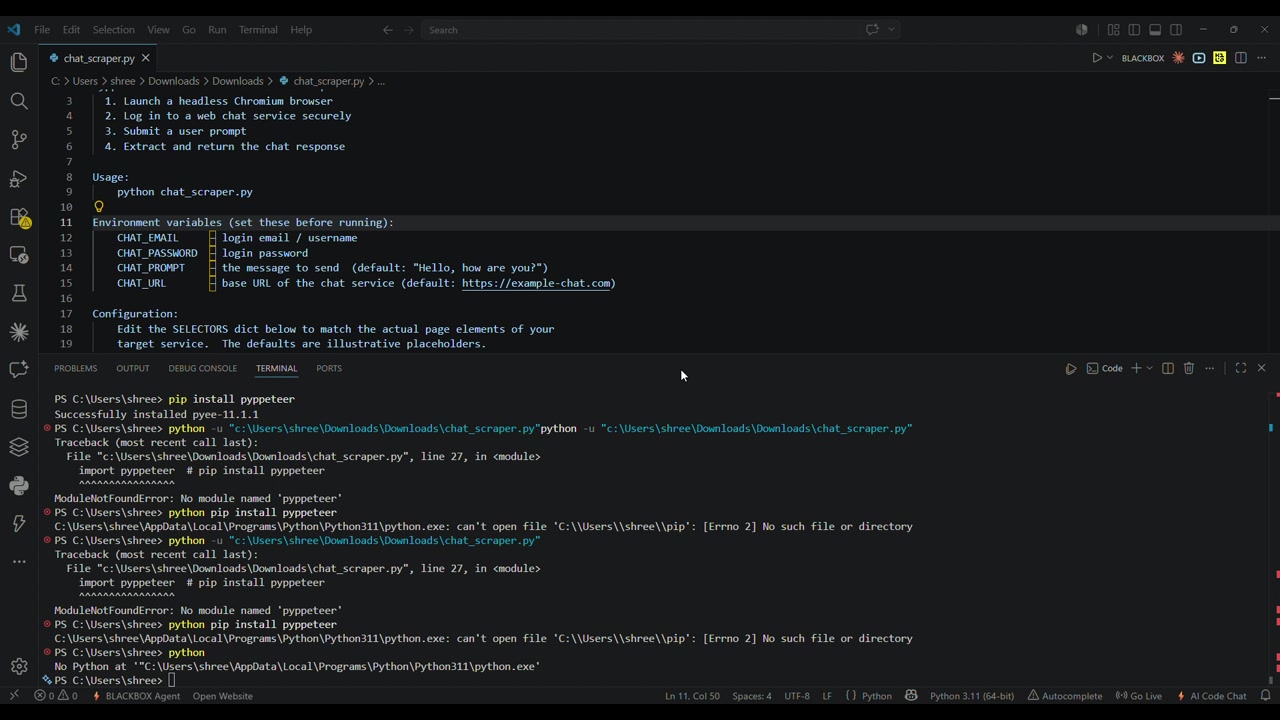 File Edit Selection View Go Run Terminal Help
Search
chat_scraper.py
BLACKBOX
C: > Users > shree > Downloads > Downloads > chat_scraper.py > ...
3 1. Launch a headless Chromium browser
4 2. Log in to a web chat service securely
5 3. Submit a user prompt
6 4. Extract and return the chat response
7
8 Usage:
9 python chat_scraper.py
10
11 Environment variables (set these before running):
12 CHAT_EMAIL – login email / username
13 CHAT_PASSWORD – login password
14 CHAT_PROMPT – the message to send (default: "Hello, how are you?")
15 CHAT_URL – base URL of the chat service (default: https://example-chat.com)
16
17 Configuration:
18 Edit the SELECTORS dict below to match the actual page elements of your
19 target service. The defaults are illustrative placeholders.
PROBLEMS OUTPUT DEBUG CONSOLE TERMINAL PORTS
Code
PS C:\Users\shree> pip install pyppeteer
Successfully installed pyee-11.1.1
PS C:\Users\shree> python -u "c:\Users\shree\Downloads\Downloads\chat_scraper.py"python -u "c:\Users\shree\Downloads\Downloads\chat_scraper.py"
Traceback (most recent call last):
File "c:\Users\shree\Downloads\Downloads\chat_scraper.py", line 27, in <module>
import pyppeteer # pip install pyppeteer
^^^^^^^^^^^^^^^^
ModuleNotFoundError: No module named 'pyppeteer'
PS C:\Users\shree> python pip install pyppeteer
C:\Users\shree\AppData\Local\Programs\Python\Python311\python.exe: can't open file 'C:\\Users\\shree\\pip': [Errno 2] No such file or directory
PS C:\Users\shree> python -u "c:\Users\shree\Downloads\Downloads\chat_scraper.py"
Traceback (most recent call last):
File "c:\Users\shree\Downloads\Downloads\chat_scraper.py", line 27, in <module>
import pyppeteer # pip install pyppeteer
^^^^^^^^^^^^^^^^
ModuleNotFoundError: No module named 'pyppeteer'
PS C:\Users\shree> python pip install pyppeteer
C:\Users\shree\AppData\Local\Programs\Python\Python311\python.exe: can't open file 'C:\\Users\\shree\\pip': [Errno 2] No such file or directory
PS C:\Users\shree> python
No Python at '"C:\Users\shree\AppData\Local\Programs\Python\Python311\python.exe'
PS C:\Users\shree>
0 0 BLACKBOX Agent Open Website Ln 11, Col 50 Spaces: 4 UTF-8 LF {} Python Python 3.11 (64-bit) Autocomplete Go Live AI Code Chat